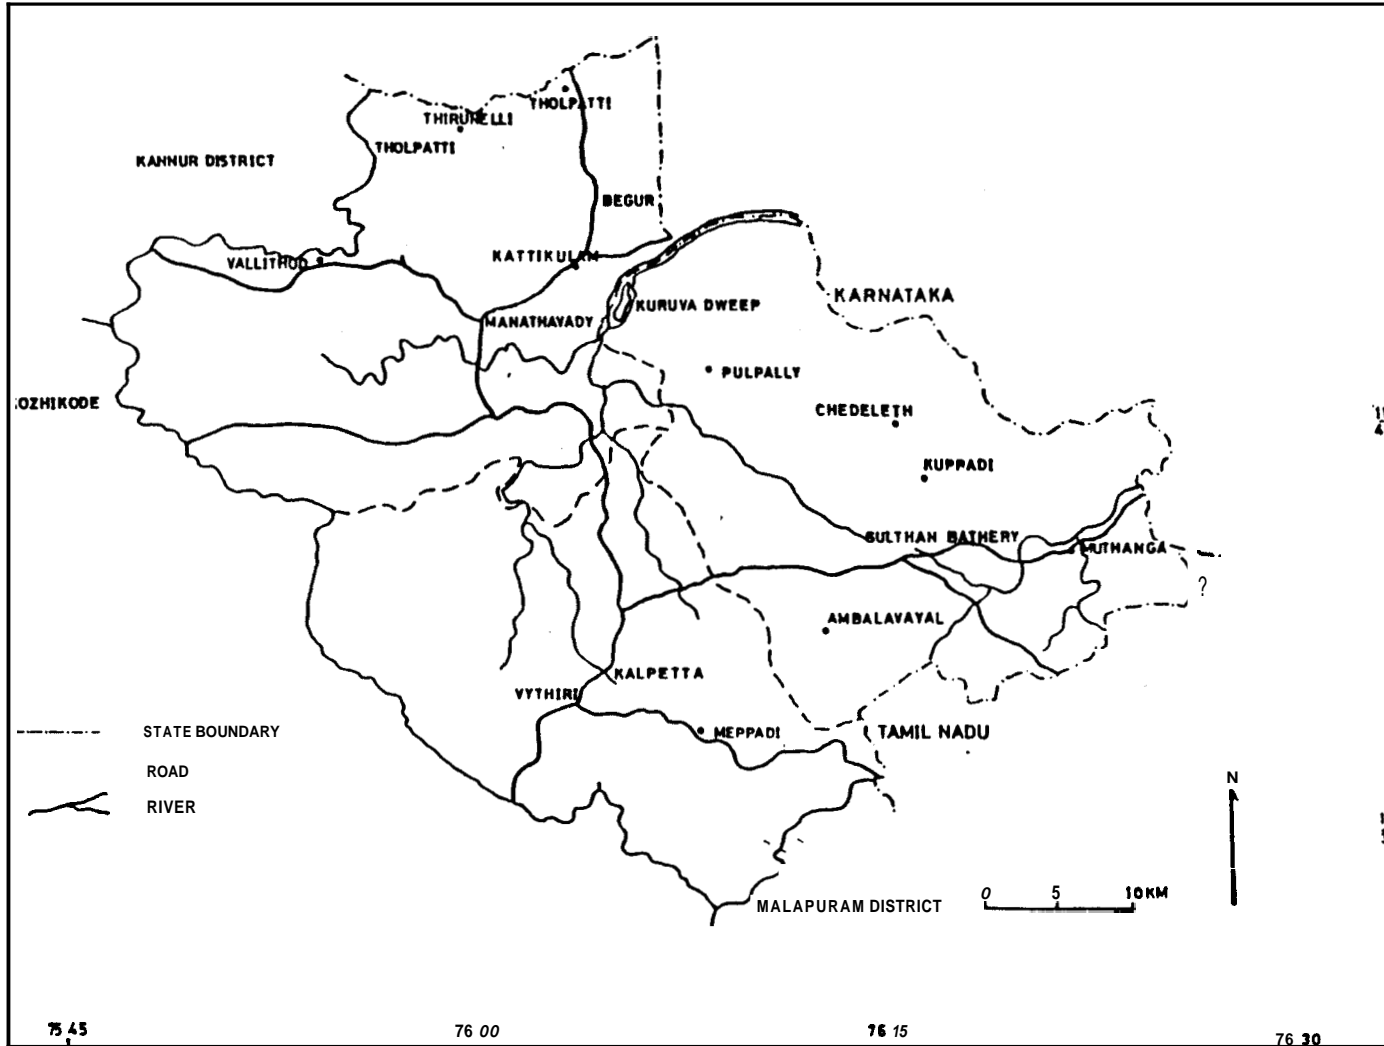 THOLPATTI
THIRUNELLI
THOLPATTI
KANNUR DISTRICT
BEGUR
KATTIKULAM
VALLITHOD
KARNATAKA
KURUVA DWEEP
MANATHAVADY
PULPALLY
OZHIKODE
CHEDELETH
KUPPADI
SULTHAN BATHERY
MUTHANGA
?
AMBALAVAYAL
KALPETTA
VYTHIRI
STATE BOUNDARY
MEPPADI
TAMIL NADU
ROAD
RIVER
N
MALAPURAM DISTRICT
0 5 10 KM
75 45 76 00 76 15 76 30